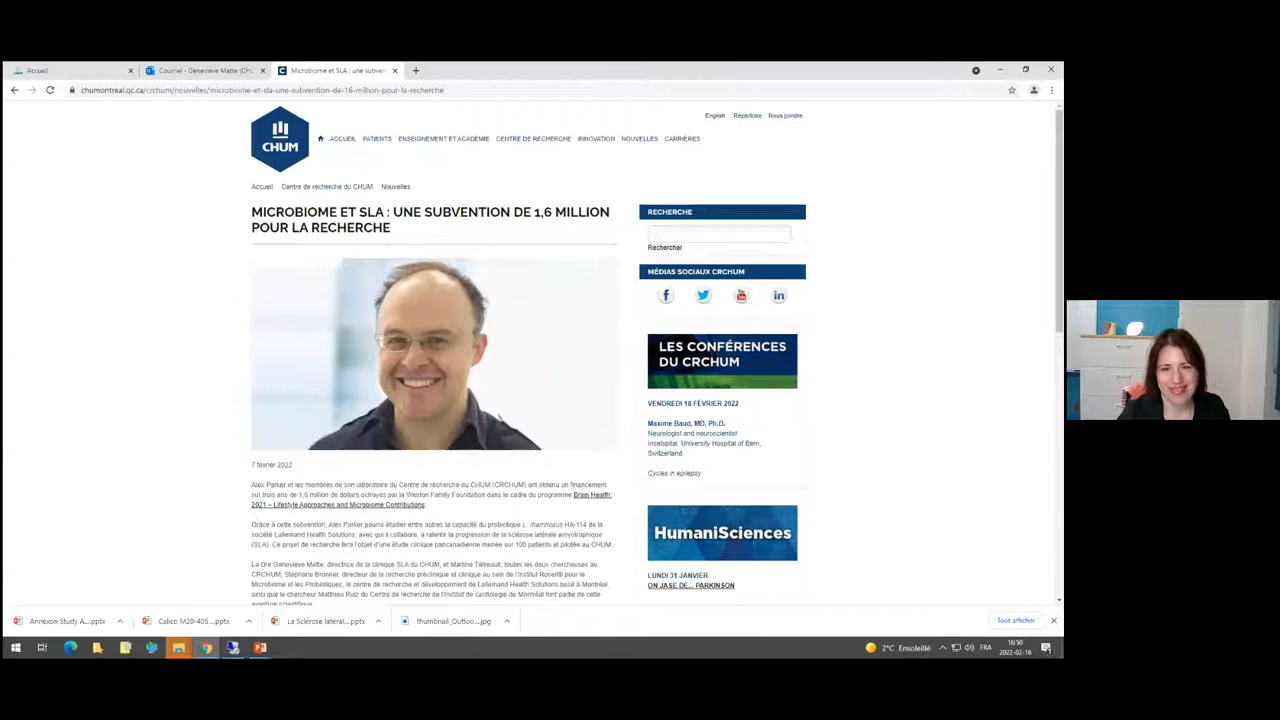 Accueil
Courriel - Genevieve Matte (CHU
Microbiome et SLA : une subven
chumontreal.qc.ca/crchum/nouvelles/microbiome-et-sla-une-subvention-de-16-million-pour-la-recherche
English Répertoire Nous joindre
CHUM
ACCUEIL PATIENTS ENSEIGNEMENT ET ACADÉMIE CENTRE DE RECHERCHE INNOVATION NOUVELLES CARRIÈRES
Accueil Centre de recherche du CHUM Nouvelles
MICROBIOME ET SLA : UNE SUBVENTION DE 1,6 MILLION
POUR LA RECHERCHE
7 février 2022
Alex Parker et les membres de son laboratoire du Centre de recherche du CHUM (CRCHUM) ont obtenu un financement
sur trois ans de 1,6 million de dollars octroyés par la Weston Family Foundation dans le cadre du programme Brain Health:
2021 – Lifestyle Approaches and Microbiome Contributions.
Grâce à cette subvention, Alex Parker pourra étudier entre autres la capacité du probiotique L. rhamnosus HA-114 de la
société Lallemand Health Solutions, avec qui il collabore, à ralentir la progression de la sclérose latérale amyotrophique
(SLA). Ce projet de recherche fera l'objet d'une étude clinique pancanadienne menée sur 100 patients et pilotée au CHUM.
La Dre Geneviève Matte, directrice de la clinique SLA du CHUM, et Martine Tétreault, toutes les deux chercheuses au
CRCHUM, Stéphane Bronner, directeur de la recherche préclinique et clinique au sein de l'Institut Rosell® pour le
Microbiome et les Probiotiques, le centre de recherche et développement de Lallemand Health Solutions basé à Montréal,
ainsi que le chercheur Matthieu Ruiz du Centre de recherche de l'Institut de cardiologie de Montréal font partie de cette
aventure scientifique.
RECHERCHE
Rechercher
MÉDIAS SOCIAUX CRCHUM
LES CONFÉRENCES
DU CRCHUM
VENDREDI 18 FÉVRIER 2022
Maxime Baud, MD, Ph.D.
Neurologist and neuroscientist
Inselspital, University Hospital of Bern,
Switzerland
Cycles in epilepsy
HumaniSciences
LUNDI 31 JANVIER
ON JASE DE... PARKINSON
Annexon Study A....pptx
Calico M20-405....pptx
La Sclérose latéral....pptx
thumbnail_Outloo....jpg
Tout afficher
2°C Ensoleillé
FRA
16:50
2022-02-16